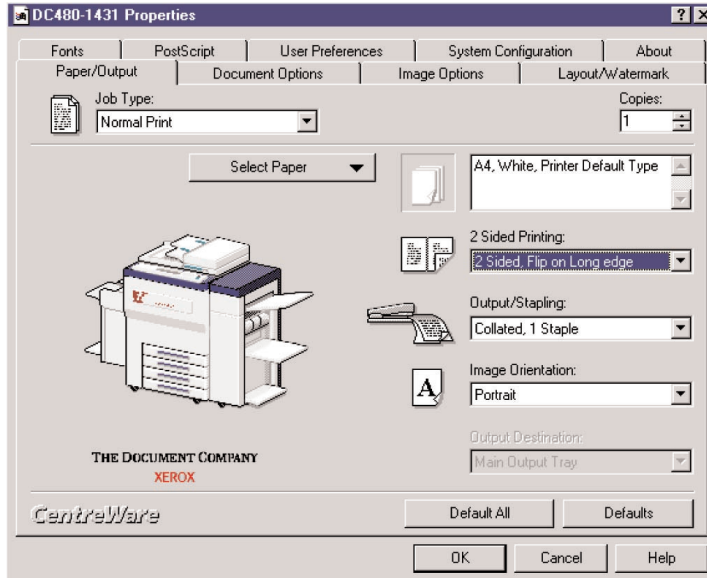 DC480-1431 Properties
Fonts PostScript User Preferences System Configuration About
Paper/Output Document Options Image Options Layout/Watermark
Job Type:
Normal Print
Copies:
1
Select Paper
A4, White, Printer Default Type
2 Sided Printing:
2 Sided, Flip on Long edge
Output/Stapling:
Collated, 1 Staple
Image Orientation:
A
Portrait
Output Destination:
Main Output Tray
THE DOCUMENT COMPANY
XEROX
CentreWare
Default All Defaults
OK Cancel Help